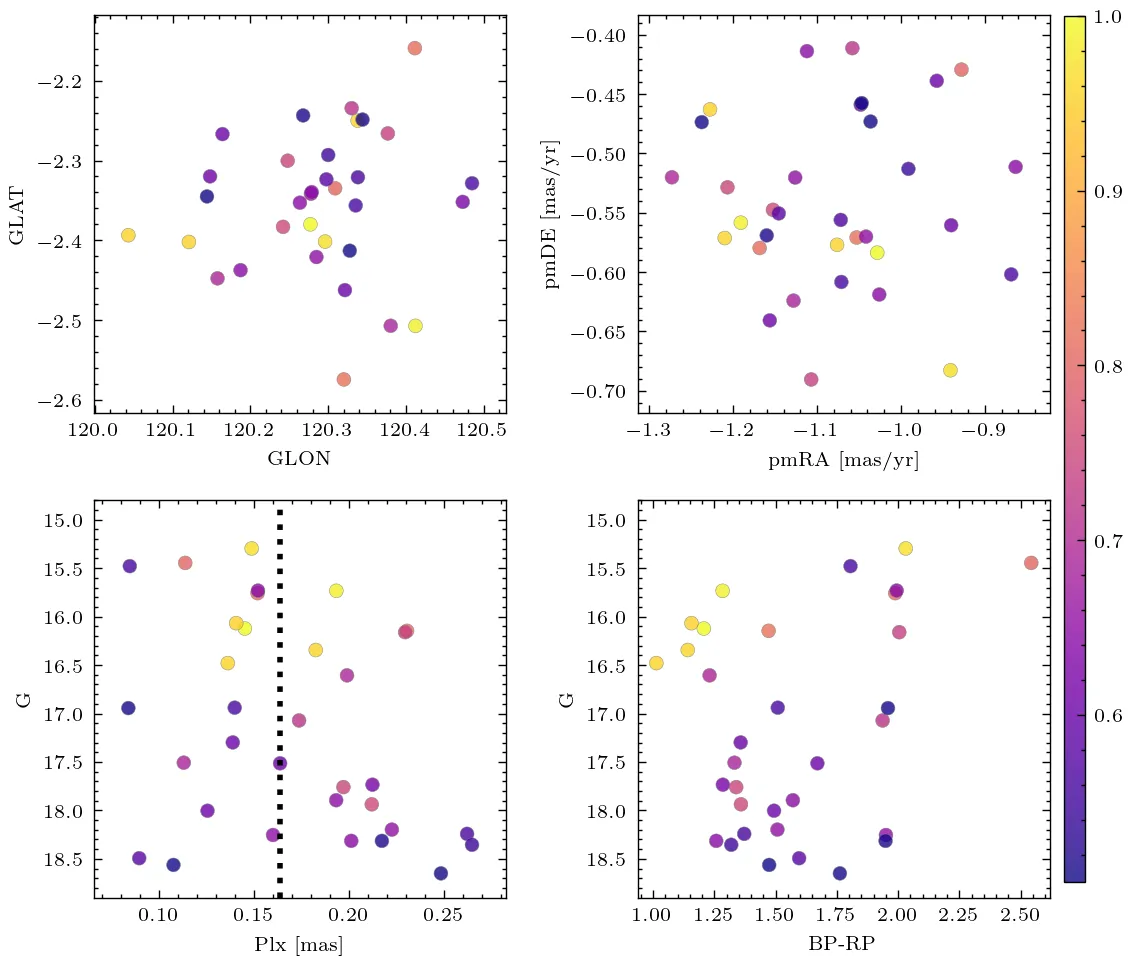 −2.2
−2.3
−2.4
−2.5
−2.6
GLAT
120.0 120.1 120.2 120.3 120.4 120.5
GLON
−0.40
−0.45
−0.50
−0.55
−0.60
−0.65
−0.70
pmDE [mas/yr]
−1.3 −1.2 −1.1 −1.0 −0.9
pmRA [mas/yr]
1.0
0.9
0.8
0.7
0.6
15.0
15.5
16.0
16.5
17.0
17.5
18.0
18.5
G
0.10 0.15 0.20 0.25
Plx [mas]
15.0
15.5
16.0
16.5
17.0
17.5
18.0
18.5
G
1.00 1.25 1.50 1.75 2.00 2.25 2.50
BP-RP